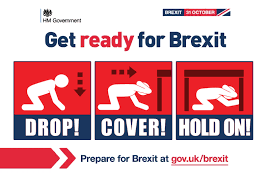 HM Government
BREXIT 31 OCTOBER
Get ready for Brexit
DROP! COVER! HOLD ON!
Prepare for Brexit at gov.uk/brexit